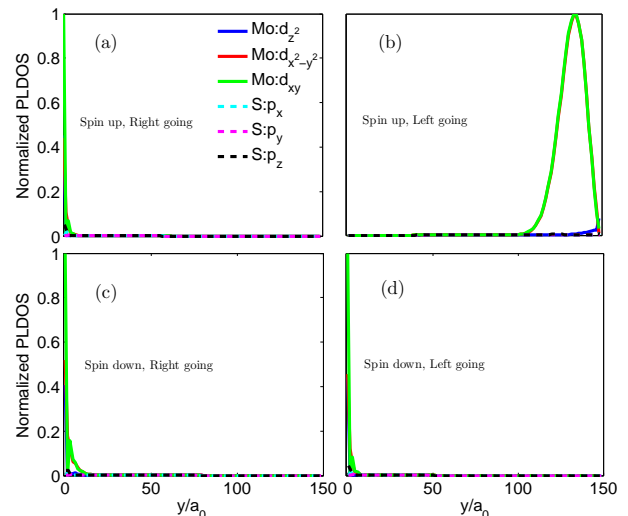 Normalized PLDOS
1
0.8
0.6
0.4
0.2
0
(a)
Spin up, Right going
Mo:d_{z^2}
Mo:d_{x^2-y^2}
Mo:d_{xy}
S:p_x
S:p_y
S:p_z
(b)
Spin up, Left going
Normalized PLDOS
1
0.8
0.6
0.4
0.2
0
(c)
Spin down, Right going
0 50 100 150
y/a_0
(d)
Spin down, Left going
0 50 100 150
y/a_0